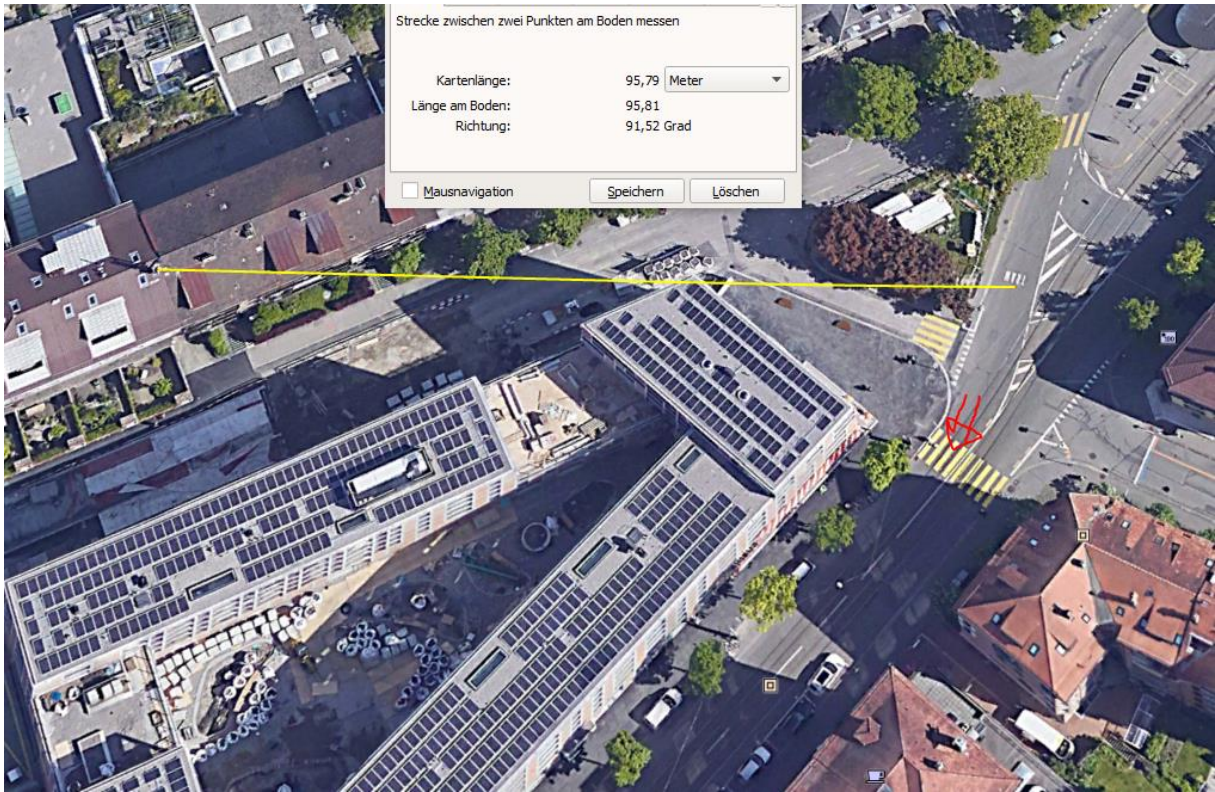 Strecke zwischen zwei Punkten am Boden messen
Kartenlänge: 95,79 Meter
Länge am Boden: 95,81
Richtung: 91,52 Grad
Mausnavigation Speichern Löschen